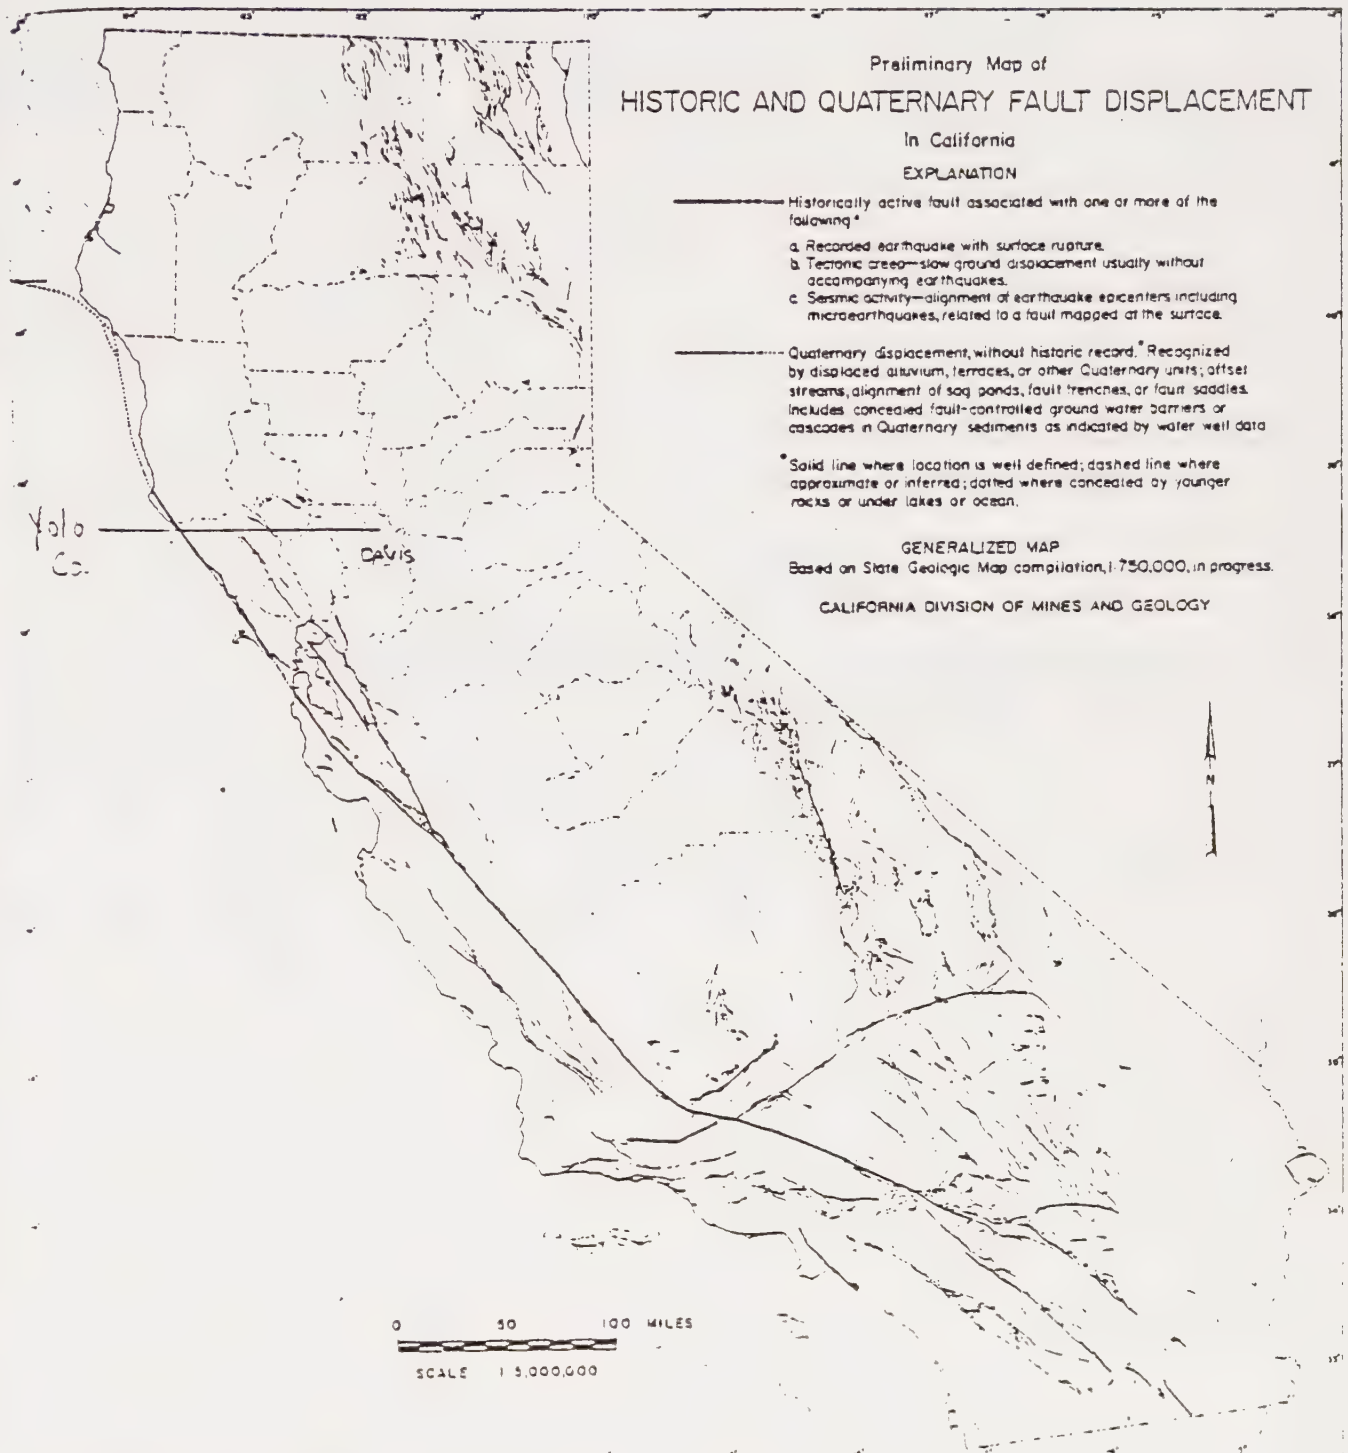 Preliminary Map of
HISTORIC AND QUATERNARY FAULT DISPLACEMENT
In California
EXPLANATION
Historically active fault associated with one or more of the
following*
a. Recorded earthquake with surface rupture.
b. Tectonic creep—slow ground displacement usually without
accompanying earthquakes.
c. Seismic activity—alignment of earthquake epicenters including
microearthquakes, related to a fault mapped at the surface.
Quaternary displacement, without historic record.* Recognized
by displaced alluvium, terraces, or other Quaternary units; offset
streams, alignment of sag ponds, fault trenches, or fault saddles.
Includes concealed fault-controlled ground water barriers or
cascades in Quaternary sediments as indicated by water well data
*Solid line where location is well defined; dashed line where
approximate or inferred; dotted where concealed by younger
rocks or under lakes or ocean.
GENERALIZED MAP
Based on State Geologic Map compilation, 1:750,000, in progress.
CALIFORNIA DIVISION OF MINES AND GEOLOGY
Yolo
Co.
DAVIS
N
0 50 100 MILES
SCALE 1:5,000,000